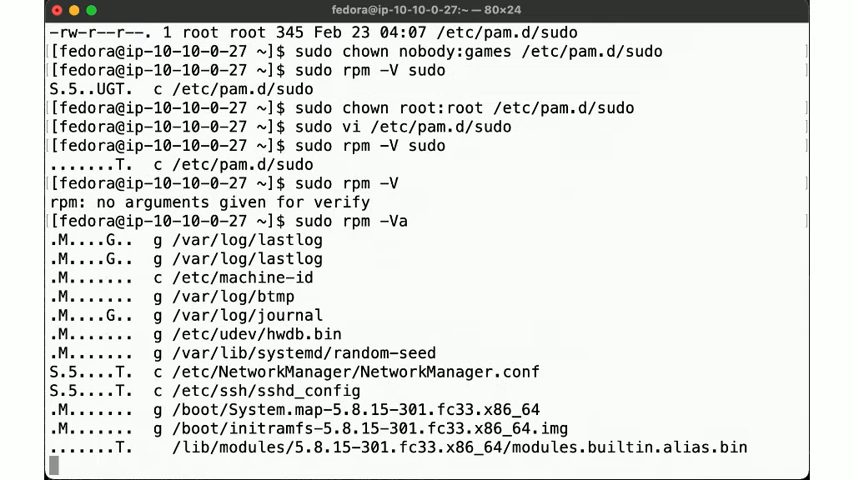 fedora@ip-10-10-0-27:~ — 80×24
-rw-r--r--. 1 root root 345 Feb 23 04:07 /etc/pam.d/sudo
[fedora@ip-10-10-0-27 ~]$ sudo chown nobody:games /etc/pam.d/sudo
[fedora@ip-10-10-0-27 ~]$ sudo rpm -V sudo
S.5..UGT.  c /etc/pam.d/sudo
[fedora@ip-10-10-0-27 ~]$ sudo chown root:root /etc/pam.d/sudo
[fedora@ip-10-10-0-27 ~]$ sudo vi /etc/pam.d/sudo
[fedora@ip-10-10-0-27 ~]$ sudo rpm -V sudo
.......T.  c /etc/pam.d/sudo
[fedora@ip-10-10-0-27 ~]$ sudo rpm -V
rpm: no arguments given for verify
[fedora@ip-10-10-0-27 ~]$ sudo rpm -Va
.M....G..  g /var/log/lastlog
.M....G..  g /var/log/lastlog
.M.......  c /etc/machine-id
.M.......  g /var/log/btmp
.M....G..  g /var/log/journal
.M.......  g /etc/udev/hwdb.bin
.M.......  g /var/lib/systemd/random-seed
S.5....T.  c /etc/NetworkManager/NetworkManager.conf
S.5....T.  c /etc/ssh/sshd_config
.M.......  g /boot/System.map-5.8.15-301.fc33.x86_64
.M.......  g /boot/initramfs-5.8.15-301.fc33.x86_64.img
.......T.    /lib/modules/5.8.15-301.fc33.x86_64/modules.builtin.alias.bin